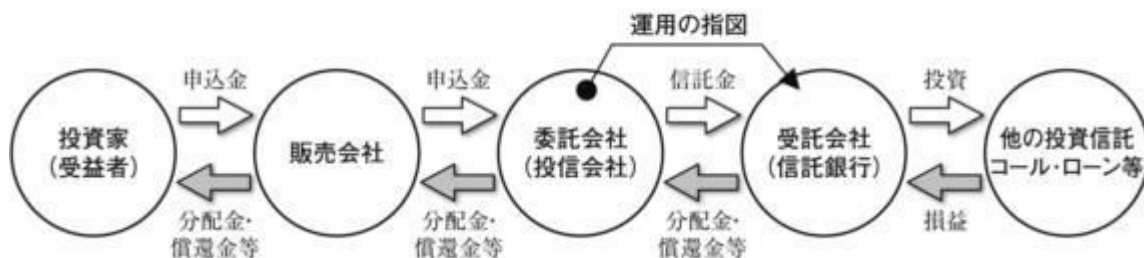 運用の指図
申込金
申込金
信託金
投資
投資家
(受益者)
販売会社
委託会社
(投信会社)
受託会社
(信託銀行)
他の投資信託
コール・ローン等
分配金・
償還金等
分配金・
償還金等
分配金・
償還金等
損益